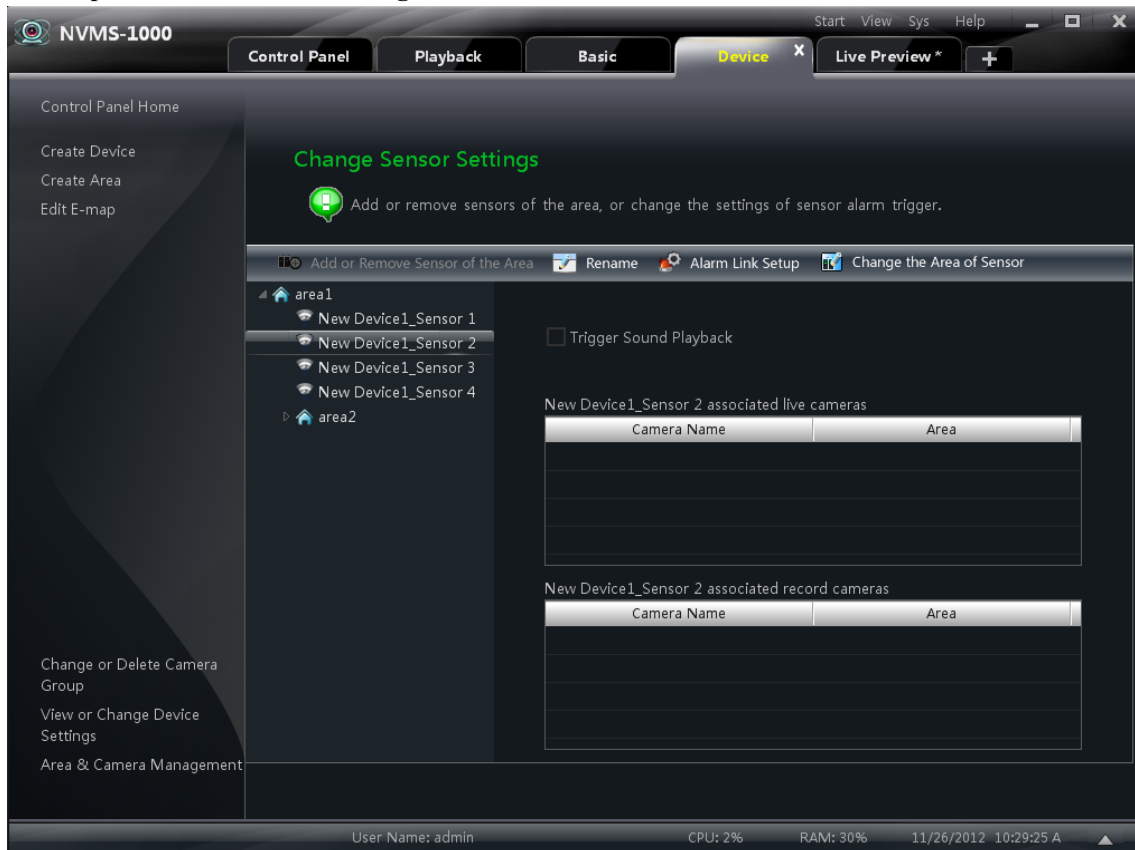 NVMS-1000
Start View Sys Help
Control Panel Playback Basic Device X Live Preview * +
Control Panel Home
Create Device
Create Area
Edit E-map
Change Sensor Settings
Add or remove sensors of the area, or change the settings of sensor alarm trigger.
Add or Remove Sensor of the Area Rename Alarm Link Setup Change the Area of Sensor
area1
New Device1_Sensor 1
New Device1_Sensor 2
New Device1_Sensor 3
New Device1_Sensor 4
area2
Trigger Sound Playback
New Device1_Sensor 2 associated live cameras
Camera Name Area
New Device1_Sensor 2 associated record cameras
Camera Name Area
Change or Delete Camera
Group
View or Change Device
Settings
Area & Camera Management
User Name: admin CPU: 2% RAM: 30% 11/26/2012 10:29:25 A